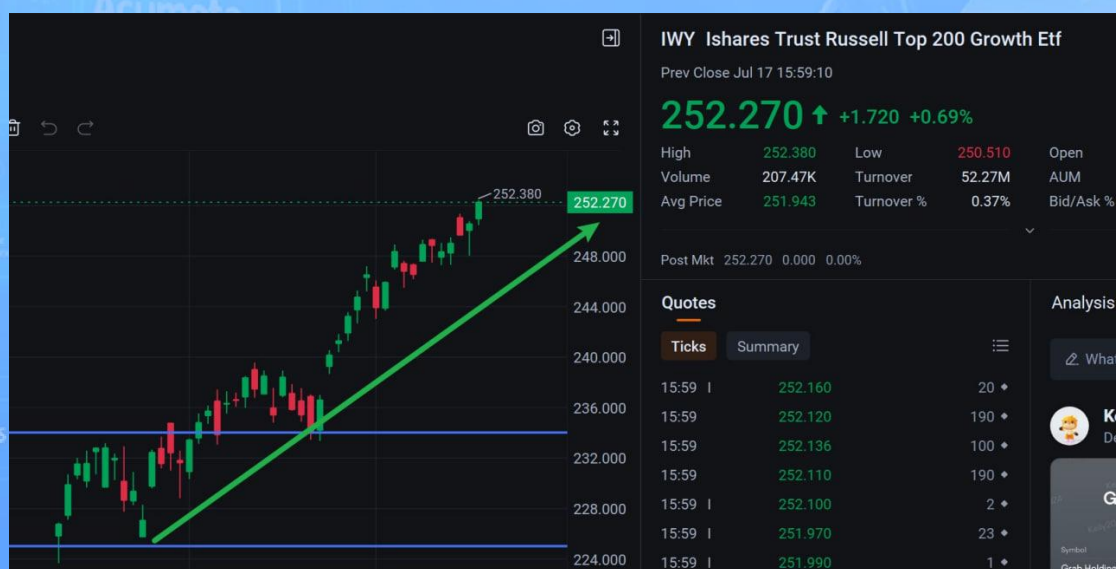 IWY Ishares Trust Russell Top 200 Growth Etf
Prev Close Jul 17 15:59:10
252.270 +1.720 +0.69%
High 252.380 Low 250.510 Open
Volume 207.47K Turnover 52.27M AUM
Avg Price 251.943 Turnover % 0.37% Bid/Ask %
Post Mkt 252.270 0.000 0.00%
252.380
252.270
248.000
244.000
240.000
236.000
232.000
228.000
224.000
Quotes
Ticks Summary
15:59 252.160 20
15:59 252.120 190
15:59 252.136 100
15:59 252.110 190
15:59 252.100 2
15:59 251.970 23
15:59 251.990 1
Analysis
Symbol